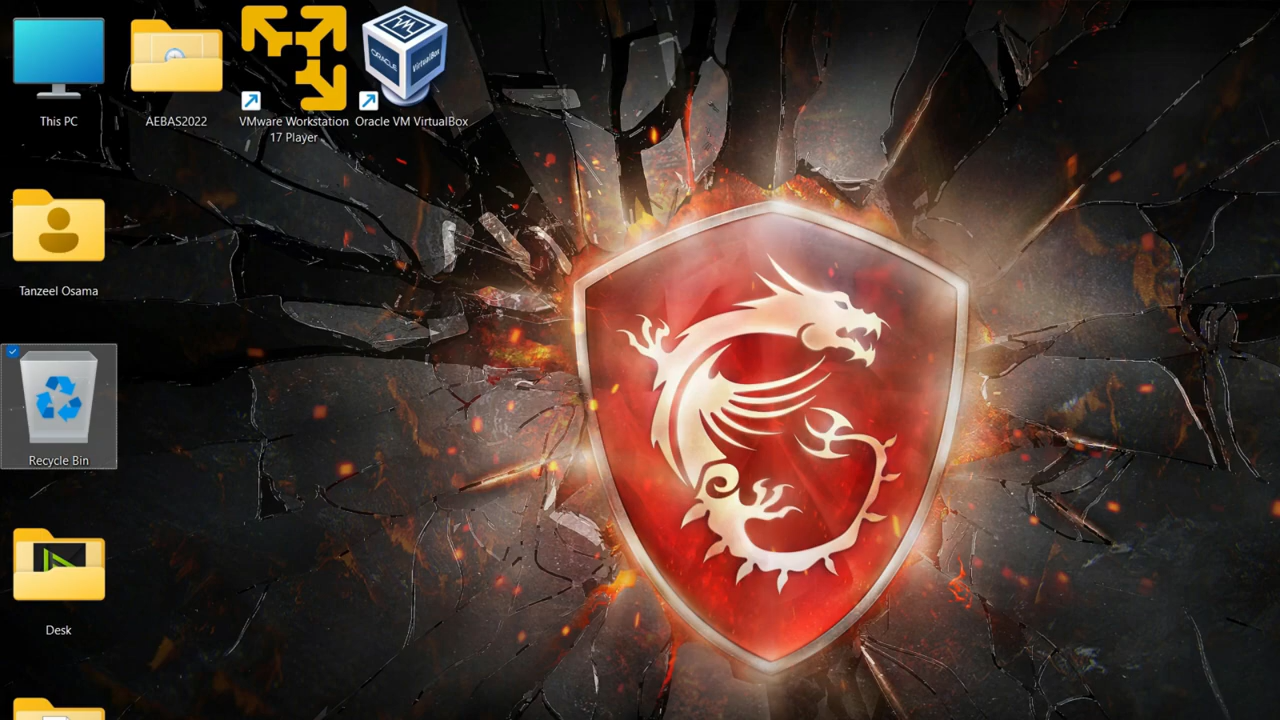 This PC
AEBAS2022
VMware Workstation
17 Player
Oracle VM VirtualBox
ORACLE
VirtualBox
Tanzeel Osama
Recycle Bin
Desk